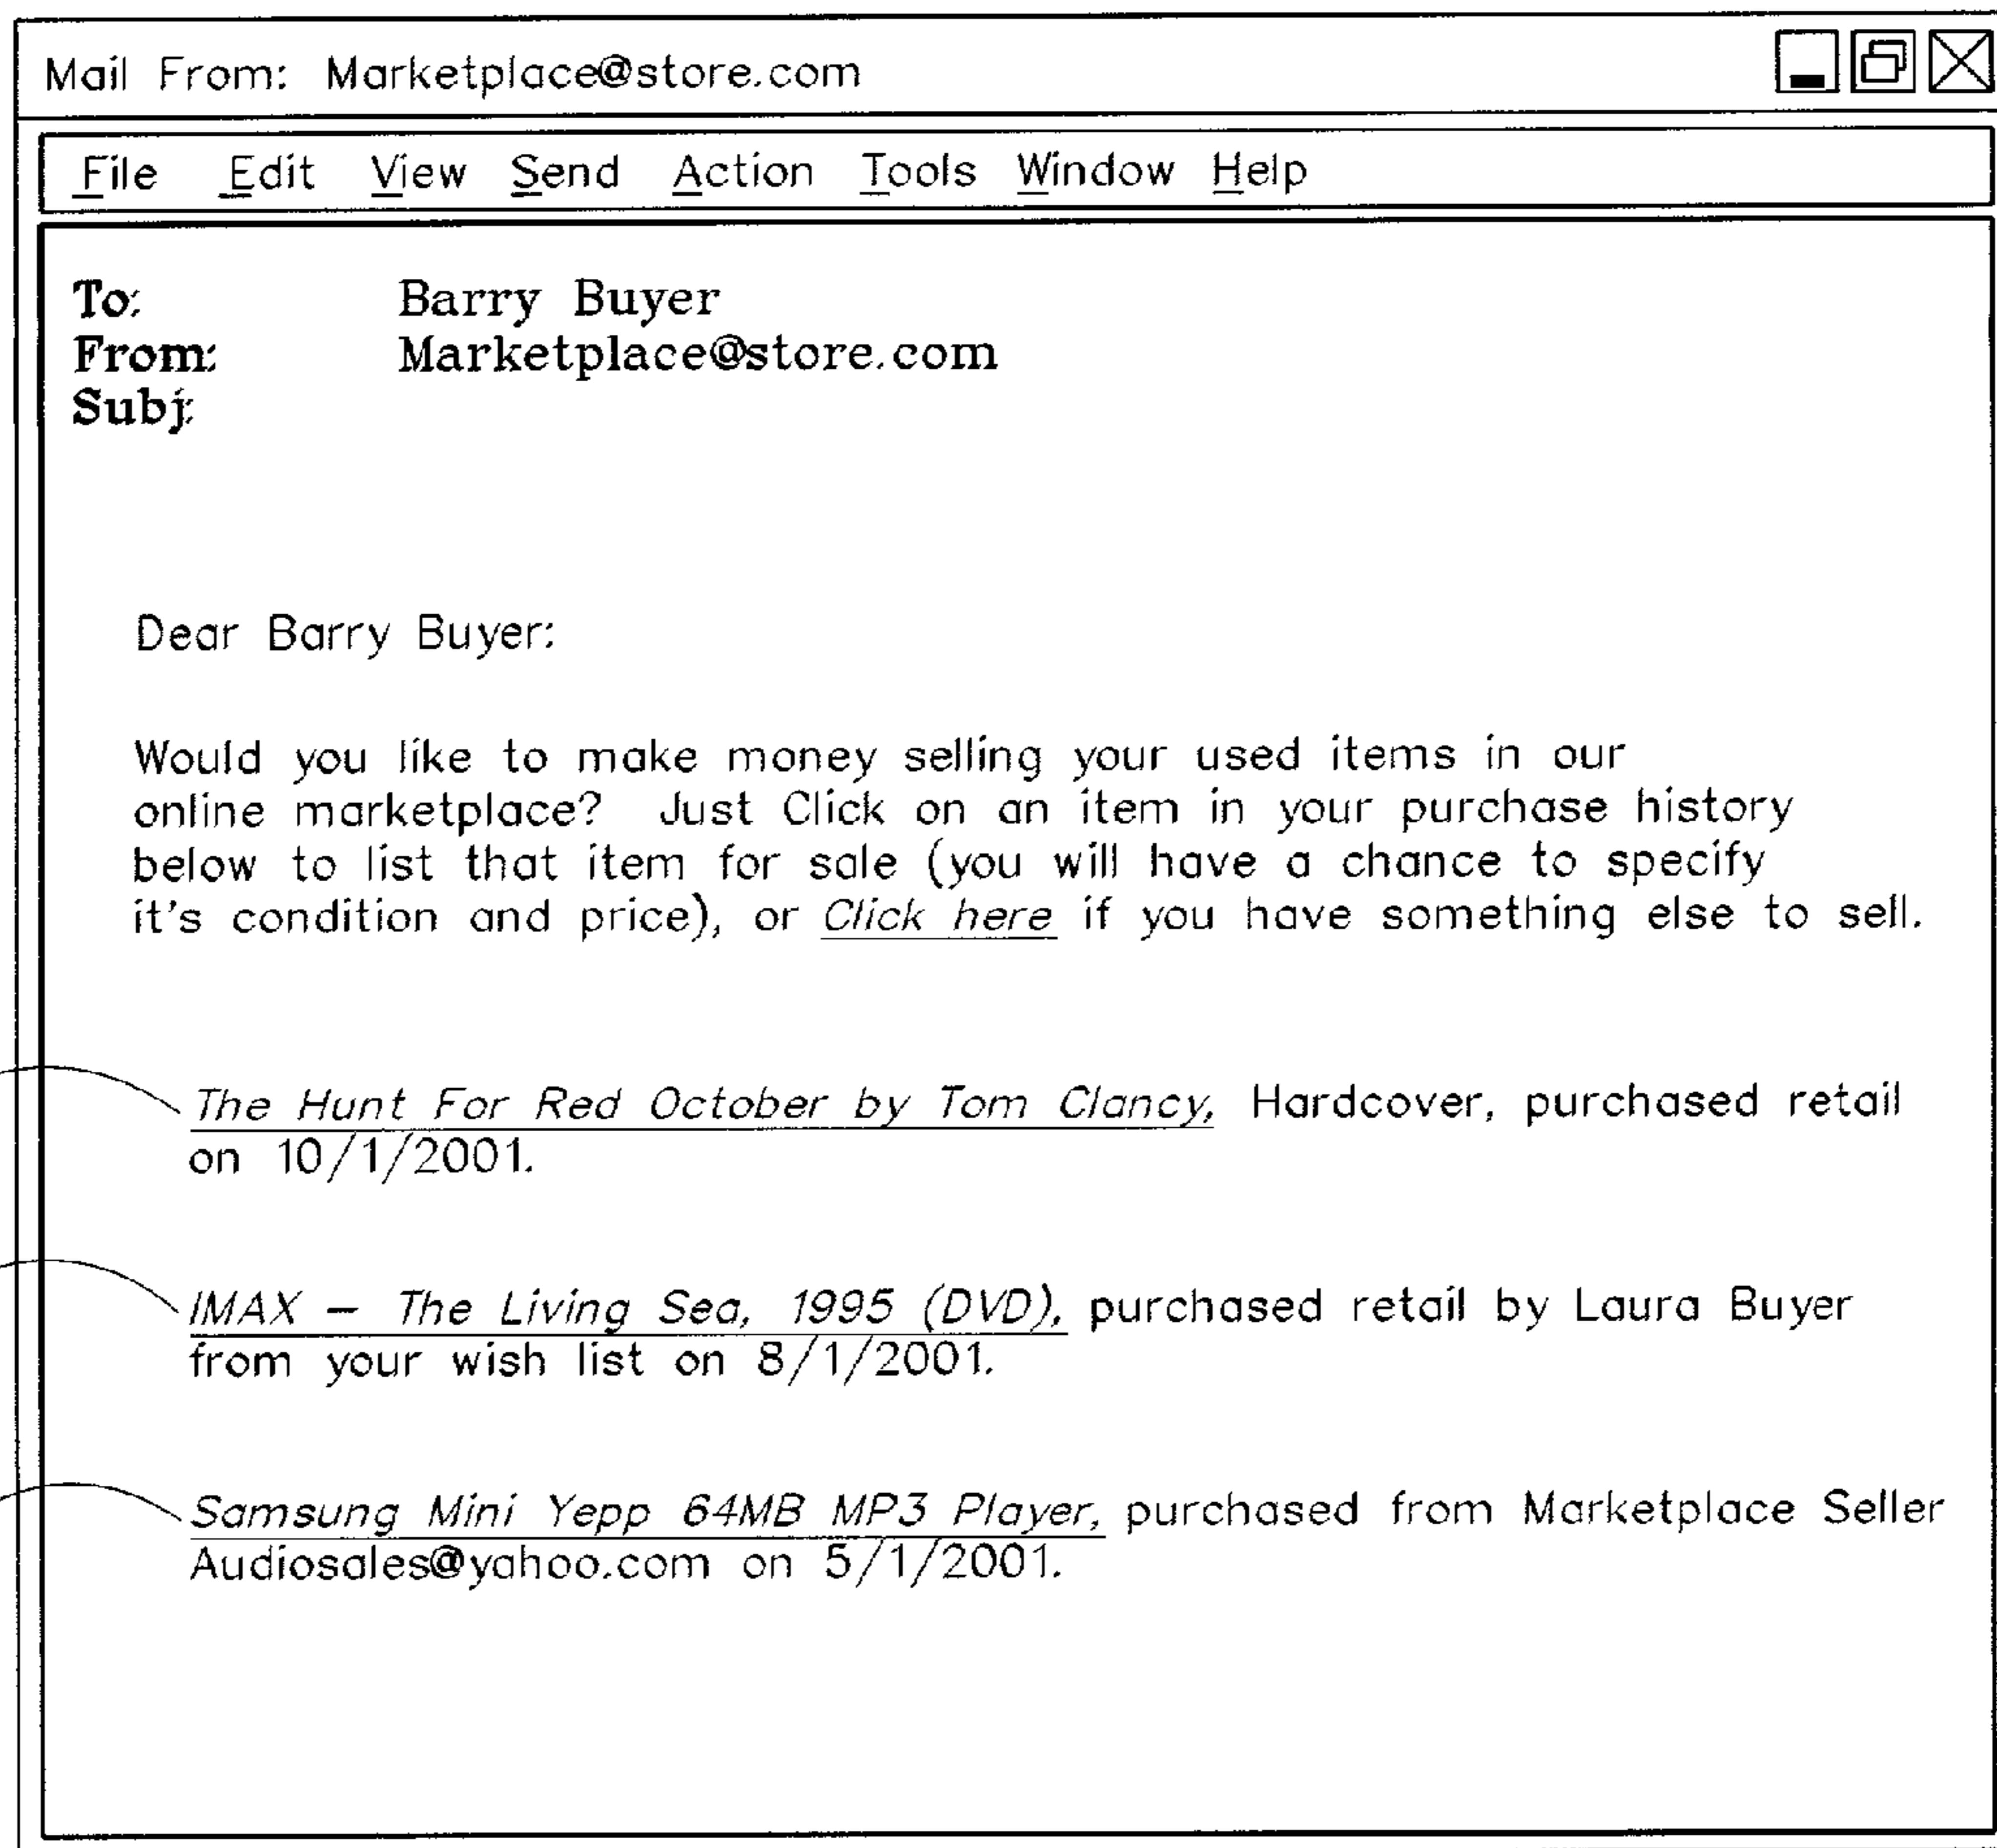 Mail From: Marketplace@store.com
File Edit View Send Action Tools Window Help
To: Barry Buyer
From: Marketplace@store.com
Subj:
Dear Barry Buyer:
Would you like to make money selling your used items in our
online marketplace? Just Click on an item in your purchase history
below to list that item for sale (you will have a chance to specify
it's condition and price), or Click here if you have something else to sell.
The Hunt For Red October by Tom Clancy, Hardcover, purchased retail
on 10/1/2001.
IMAX – The Living Sea, 1995 (DVD), purchased retail by Laura Buyer
from your wish list on 8/1/2001.
Samsung Mini Yepp 64MB MP3 Player, purchased from Marketplace Seller
Audiosales@yahoo.com on 5/1/2001.